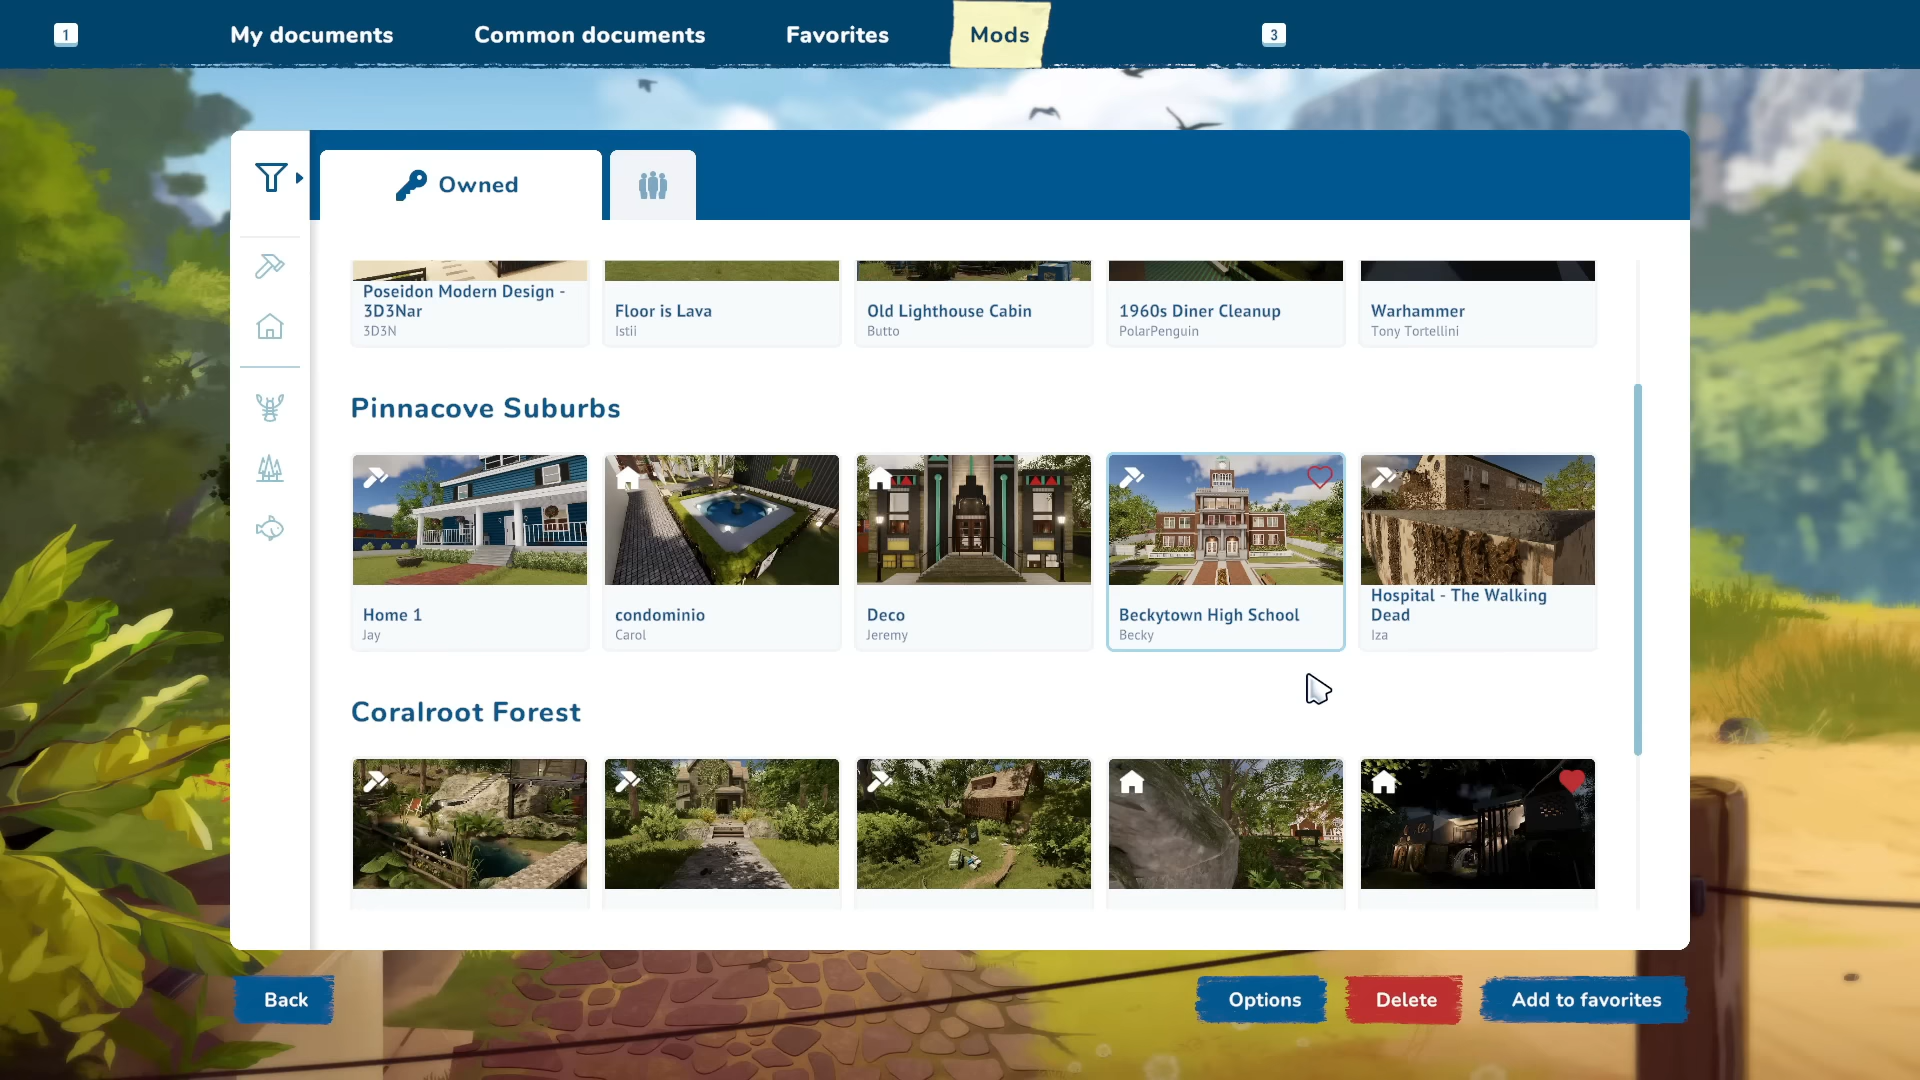 1
My documents
Common documents
Favorites
Mods
3
Owned
Poseidon Modern Design -
3D3Nar
3D3N
Floor is Lava
Istii
Old Lighthouse Cabin
Butto
1960s Diner Cleanup
PolarPenguin
Warhammer
Tony Tortellini
Pinnacove Suburbs
Home 1
Jay
condominio
Carol
Deco
Jeremy
Beckytown High School
Becky
Hospital - The Walking
Dead
Iza
Coralroot Forest
Back
Options
Delete
Add to favorites